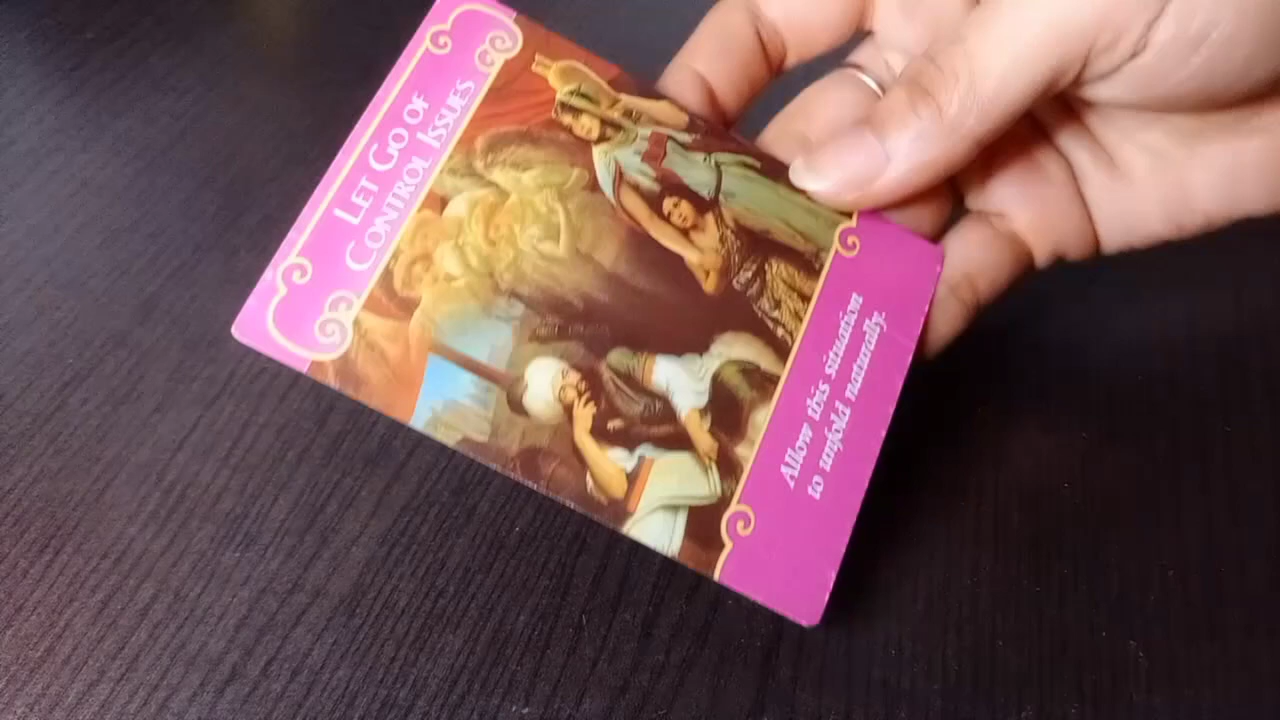 LET GO OF
CONTROL ISSUES
Allow this situation
to unfold naturally.